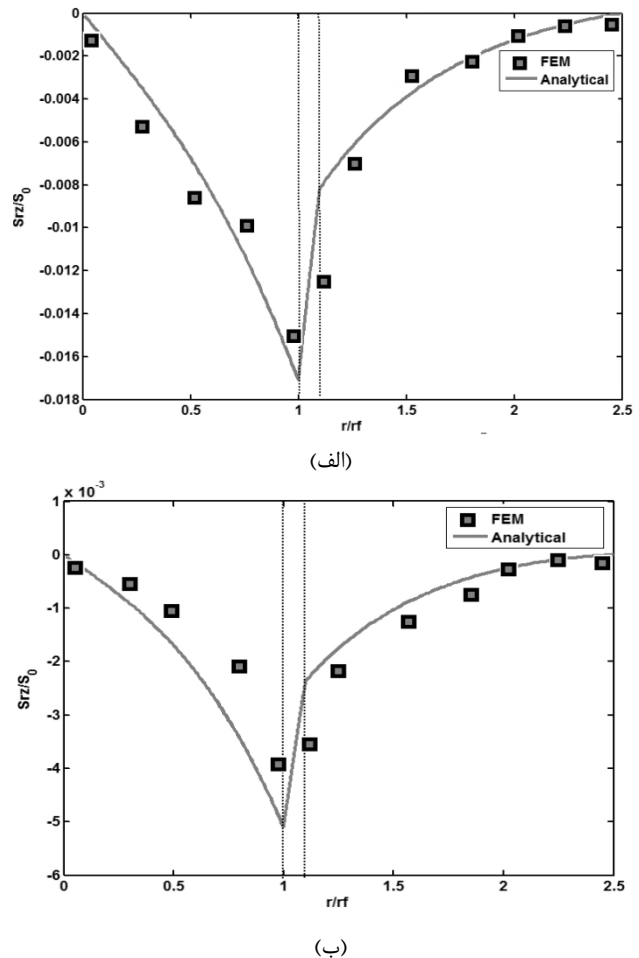 0
-0.002
-0.004
-0.006
-0.008
-0.01
-0.012
-0.014
-0.016
-0.018
Srz/S0
FEM
Analytical
0 0.5 1 1.5 2 2.5
r/rf
(الف)
x 10-3
1
0
-1
-2
-3
-4
-5
-6
Srz/S0
FEM
Analytical
0 0.5 1 1.5 2 2.5
r/rf
(ب)